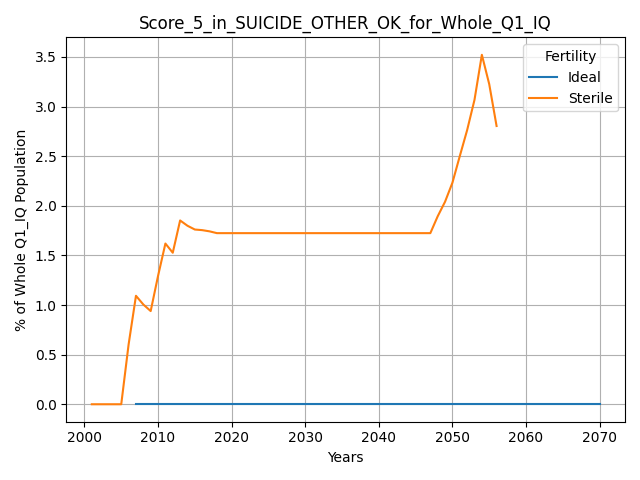 Score_5_in_SUICIDE_OTHER_OK_for_Whole_Q1_IQ
% of Whole Q1_IQ Population
3.5
3.0
2.5
2.0
1.5
1.0
0.5
0.0
Fertility
Ideal
Sterile
2000 2010 2020 2030 2040 2050 2060 2070
Years